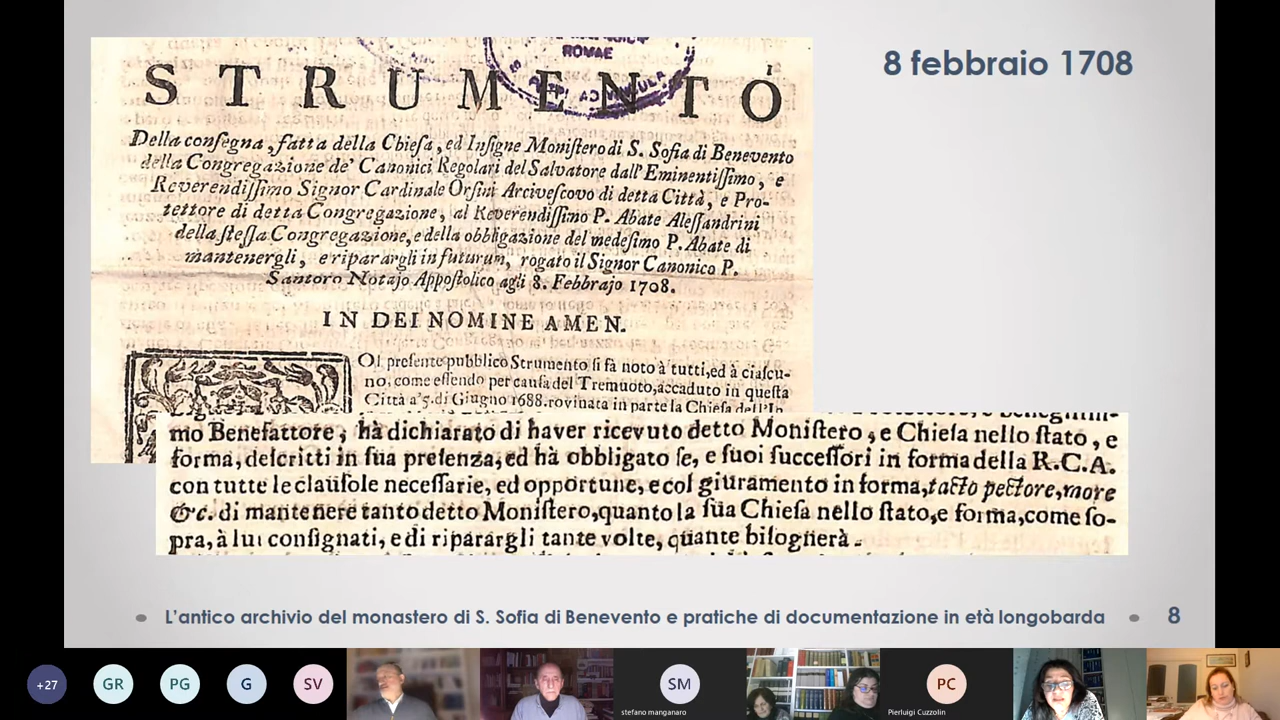 8 febbraio 1708
ROMAE
S. PETRI AD VINCULA
STRUMENTO
Della conſegna, fatta della Chieſa, ed Inſigne Moniſtero di S. Soſia di Benevento
della Congregazione de' Canonici Regolari del Salvatore dall' Eminentiſſimo, e
Reverendiſſimo Signor Cardinale Orſini Arciveſcovo di detta Città, e Pro-
tettore di detta Congregazione, al Reverendiſſimo P. Abate Aleſſandrini
della ſteſſa Congregazione, e della obbligazione del medeſimo P. Abate di
mantenergli, e riparargli in futurum, rogato il Signor Canonico P.
Santoro Notajo Appoſtolico agli 8. Febbrajo 1708.
IN DEI NOMINE AMEN.
Ol preſente pubblico Strumento ſi fà noto à tutti, ed à ciaſcu-
no, come eſſendo per cauſa del Tremuoto, accaduto in queſta
Città a' 5. di Giugno 1688. rovinata in parte la Chieſa dell'In
mo Benefattore, hà dichiarato di haver ricevuto detto Moniſtero, e Chieſa nello ſtato, e
forma, deſcritti in ſua preſenza, ed hà obbligato ſe, e ſuoi ſucceſſori in forma della R.C.A.
con tutte le clauſole neceſſarie, ed opportune, e col giuramento in forma, tacto pectore, more
&c. di mantenere tanto detto Moniſtero, quanto la ſua Chieſa nello ſtato, e forma, come ſo-
pra, à lui conſignati, e di riparargli tante volte, quante biſognerà.
L'antico archivio del monastero di S. Sofia di Benevento e pratiche di documentazione in età longobarda
8
+27
GR
PG
G
SV
SM
stefano manganaro
PC
Pierluigi Cuzzolin